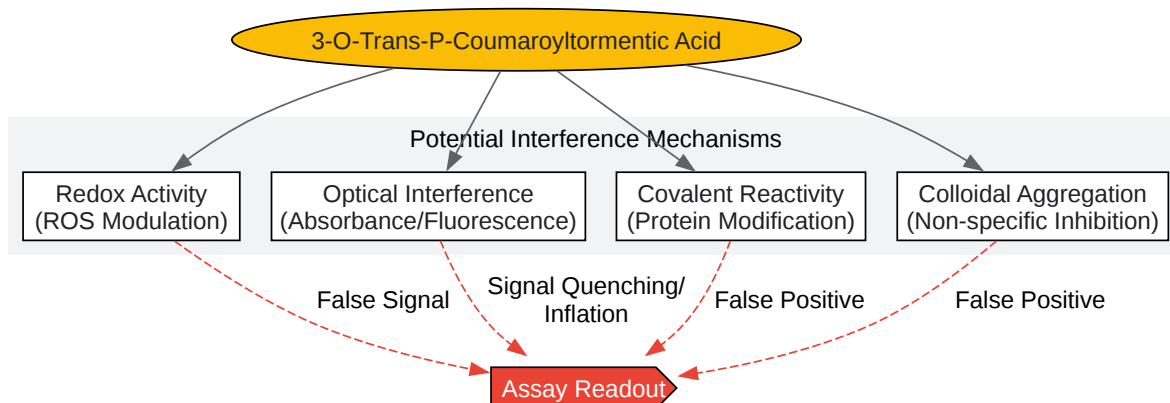 3-O-Trans-P-Coumaroyltormentic Acid
Potential Interference Mechanisms
Redox Activity
(ROS Modulation)
Optical Interference
(Absorbance/Fluorescence)
Covalent Reactivity
(Protein Modification)
Colloidal Aggregation
(Non-specific Inhibition)
False Signal
Signal Quenching/
Inflation
False Positive
False Positive
Assay Readout